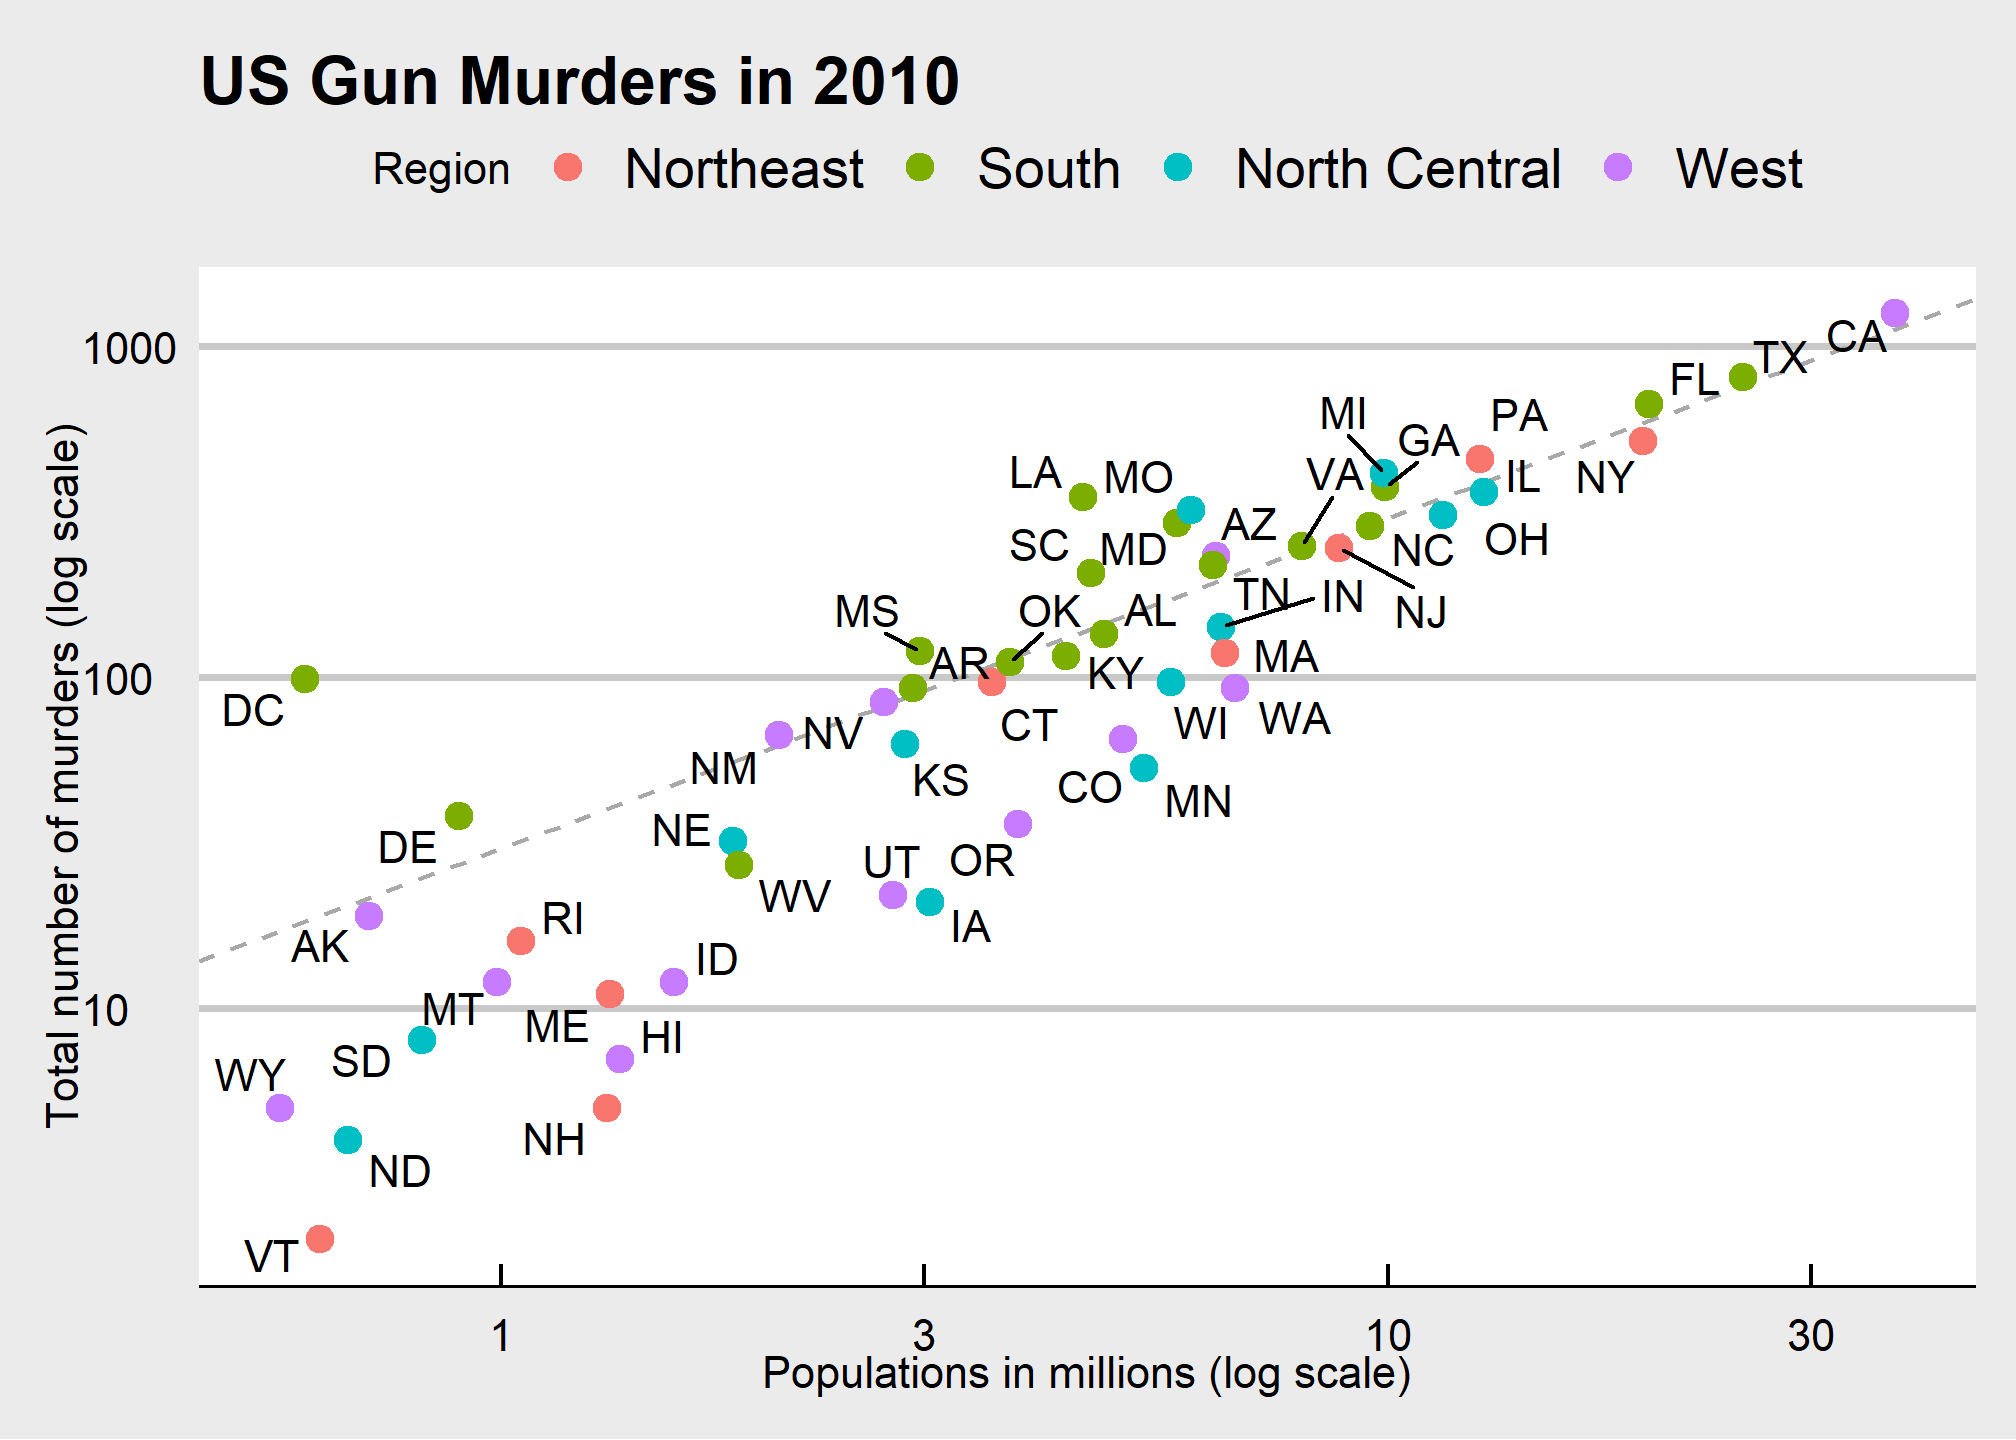 US Gun Murders in 2010
Region Northeast South North Central West
Total number of murders (log scale)
1000
100
10
CA
TX
FL
PA
MI
GA
NY
IL
VA
LA
MO
AZ
OH
NC
SC
MD
TN
IN
NJ
MS
OK
AL
AR
KY
MA
DC
CT
WI
WA
NV
NM
KS
CO
MN
DE
NE
UT
OR
WV
IA
RI
AK
ID
MT
ME
HI
SD
WY
NH
ND
VT
1 3 10 30
Populations in millions (log scale)